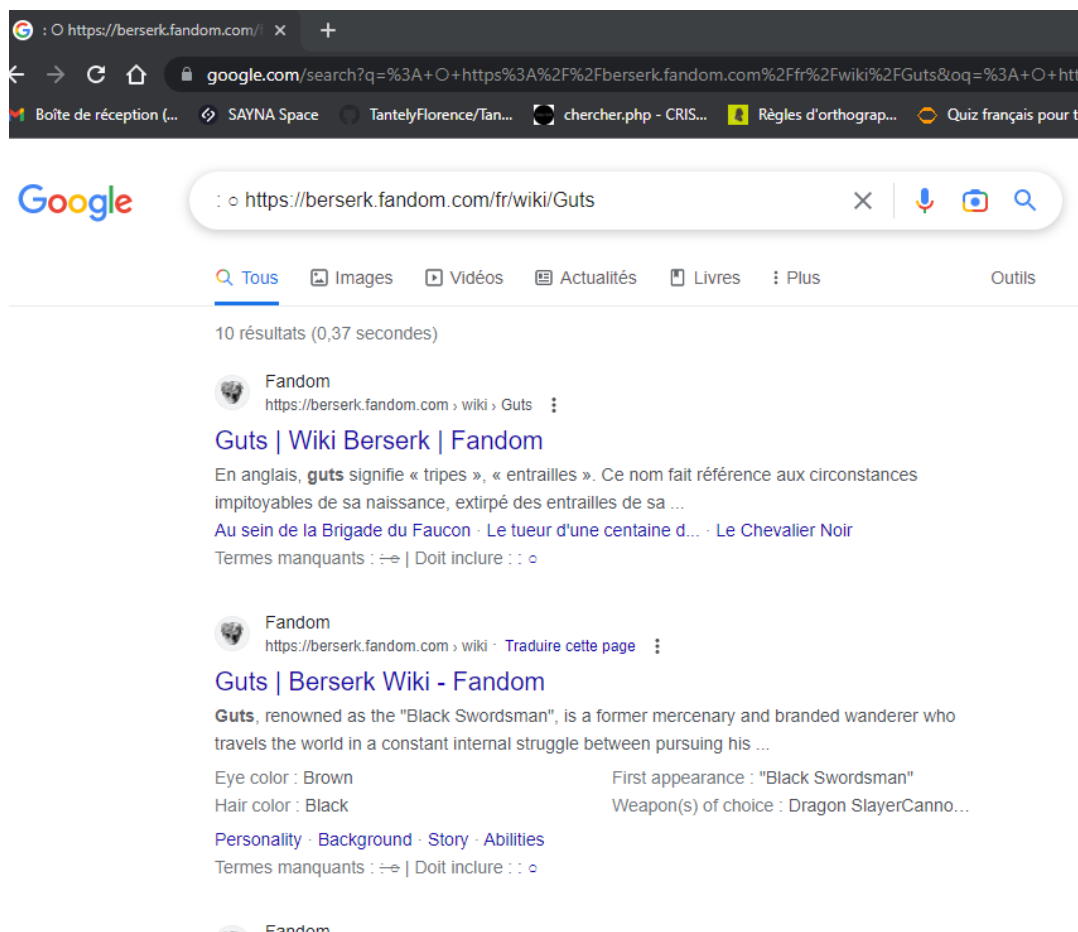 : O https://berserk.fandom.com/
google.com/search?q=%3A+O+https%3A%2F%2Fberserk.fandom.com%2Ffr%2Fwiki%2FGuts&oq=%3A+O+htt
Boîte de réception (... SAYNA Space TantelyFlorence/Tan... chercher.php - CRIS... Règles d'orthograp... Quiz français pour t
Google : ○ https://berserk.fandom.com/fr/wiki/Guts
Tous Images Vidéos Actualités Livres Plus Outils
10 résultats (0,37 secondes)
Fandom
https://berserk.fandom.com › wiki › Guts
Guts | Wiki Berserk | Fandom
En anglais, guts signifie « tripes », « entrailles ». Ce nom fait référence aux circonstances
impitoyables de sa naissance, extirpé des entrailles de sa ...
Au sein de la Brigade du Faucon · Le tueur d'une centaine d... · Le Chevalier Noir
Termes manquants : : ○ | Doit inclure : : ○
Fandom
https://berserk.fandom.com › wiki · Traduire cette page
Guts | Berserk Wiki - Fandom
Guts, renowned as the "Black Swordsman", is a former mercenary and branded wanderer who
travels the world in a constant internal struggle between pursuing his ...
Eye color : Brown First appearance : "Black Swordsman"
Hair color : Black Weapon(s) of choice : Dragon SlayerCanno…
Personality · Background · Story · Abilities
Termes manquants : : ○ | Doit inclure : : ○
Fandom